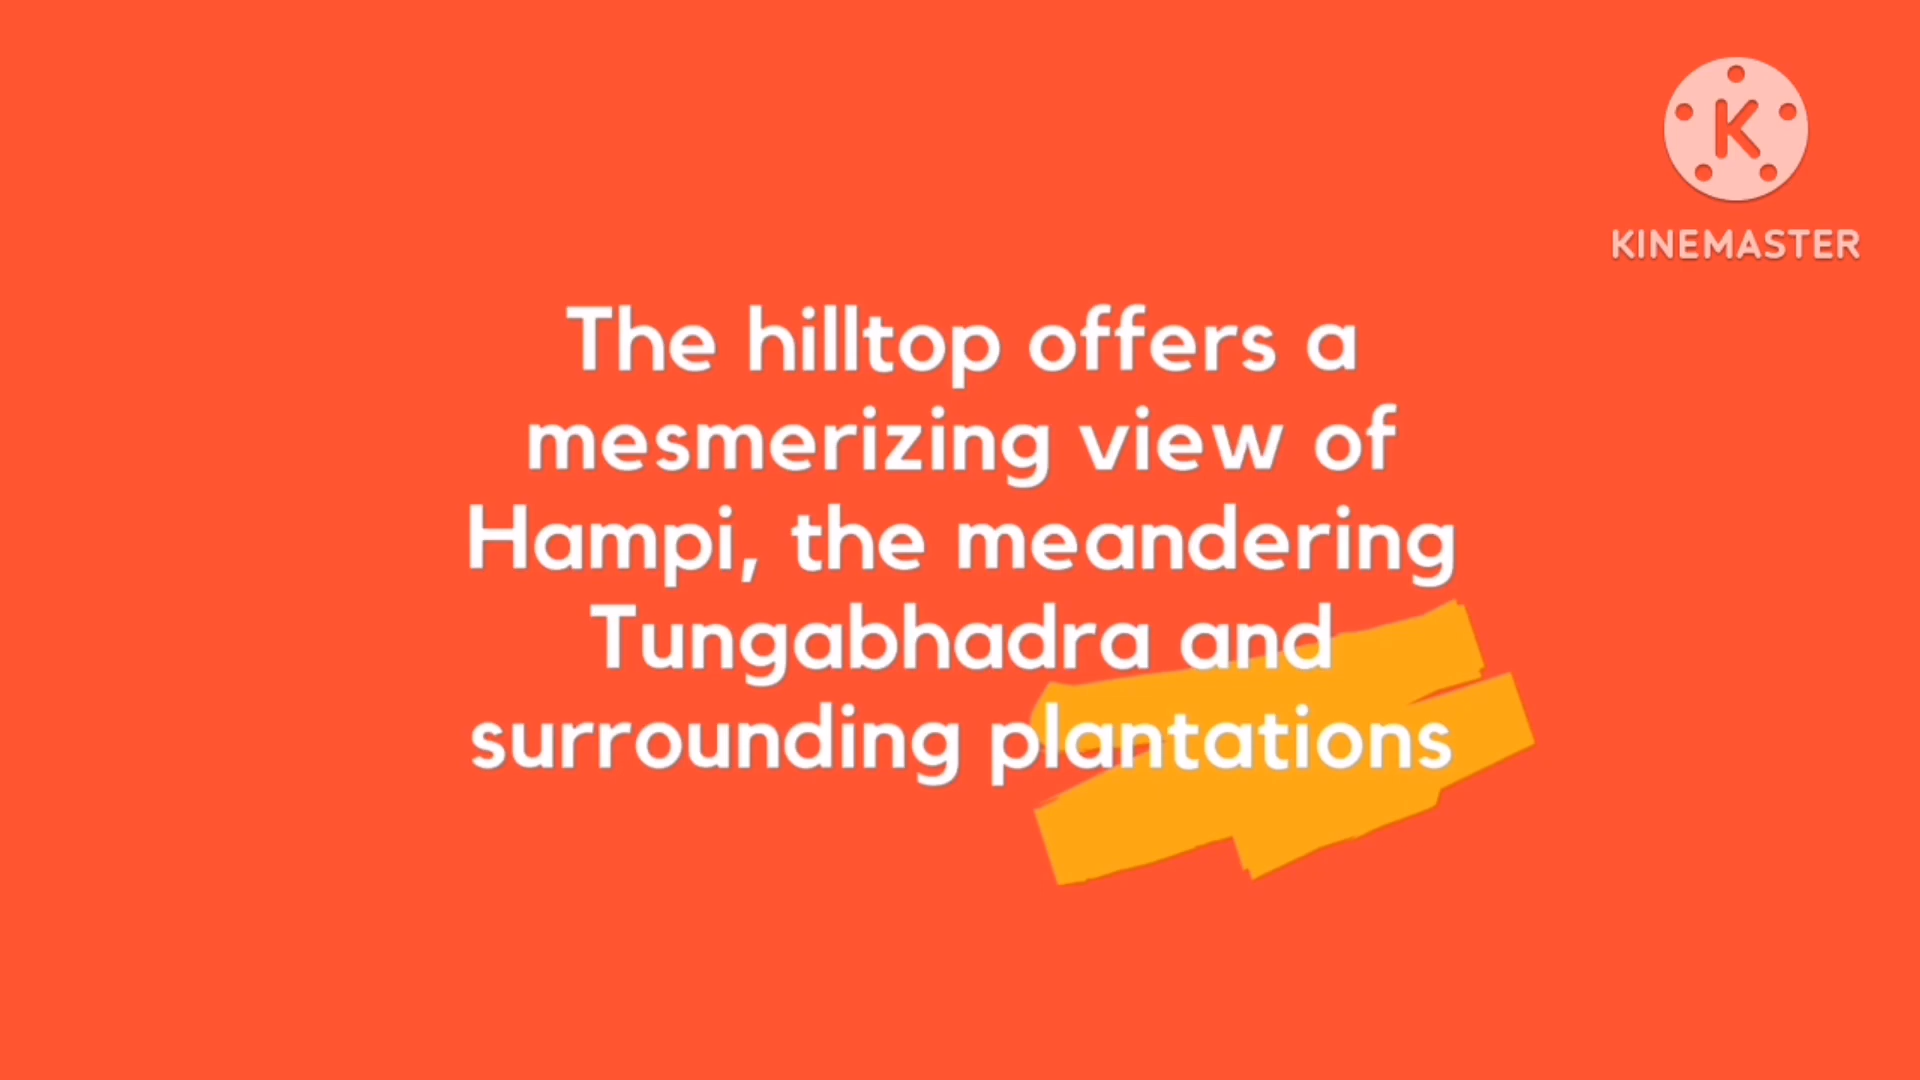 K
KINEMASTER
The hilltop offers a
mesmerizing view of
Hampi, the meandering
Tungabhadra and
surrounding plantations